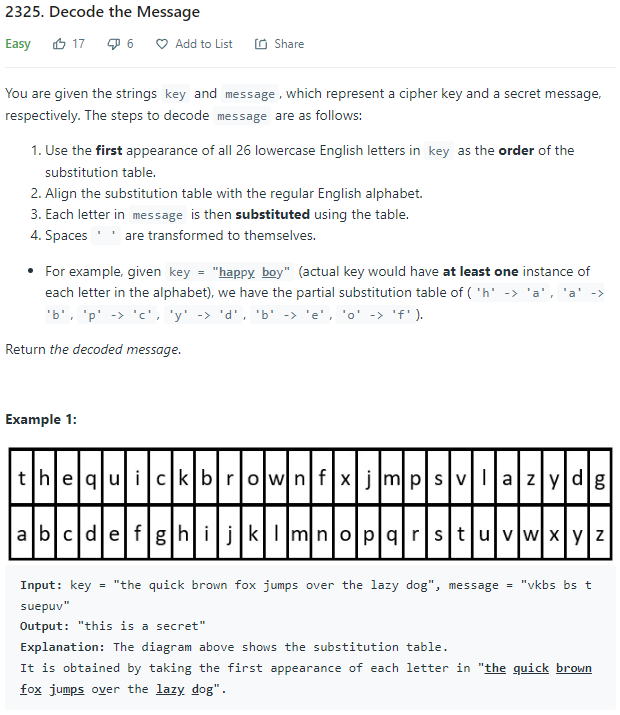 2325. Decode the Message
Easy 17 6 Add to List Share
You are given the strings key and message , which represent a cipher key and a secret message,
respectively. The steps to decode message are as follows:
1. Use the first appearance of all 26 lowercase English letters in key as the order of the
substitution table.
2. Align the substitution table with the regular English alphabet.
3. Each letter in message is then substituted using the table.
4. Spaces ' ' are transformed to themselves.
• For example, given key = "happy boy" (actual key would have at least one instance of
each letter in the alphabet), we have the partial substitution table of ( 'h' -> 'a' , 'a' ->
'b' , 'p' -> 'c' , 'y' -> 'd' , 'b' -> 'e' , 'o' -> 'f' ).
Return the decoded message.
Example 1:
t h e q u i c k b r o w n f x j m p s v l a z y d g
a b c d e f g h i j k l m n o p q r s t u v w x y z
Input: key = "the quick brown fox jumps over the lazy dog", message = "vkbs bs t
suepuv"
Output: "this is a secret"
Explanation: The diagram above shows the substitution table.
It is obtained by taking the first appearance of each letter in "the quick brown
fox jumps over the lazy dog".